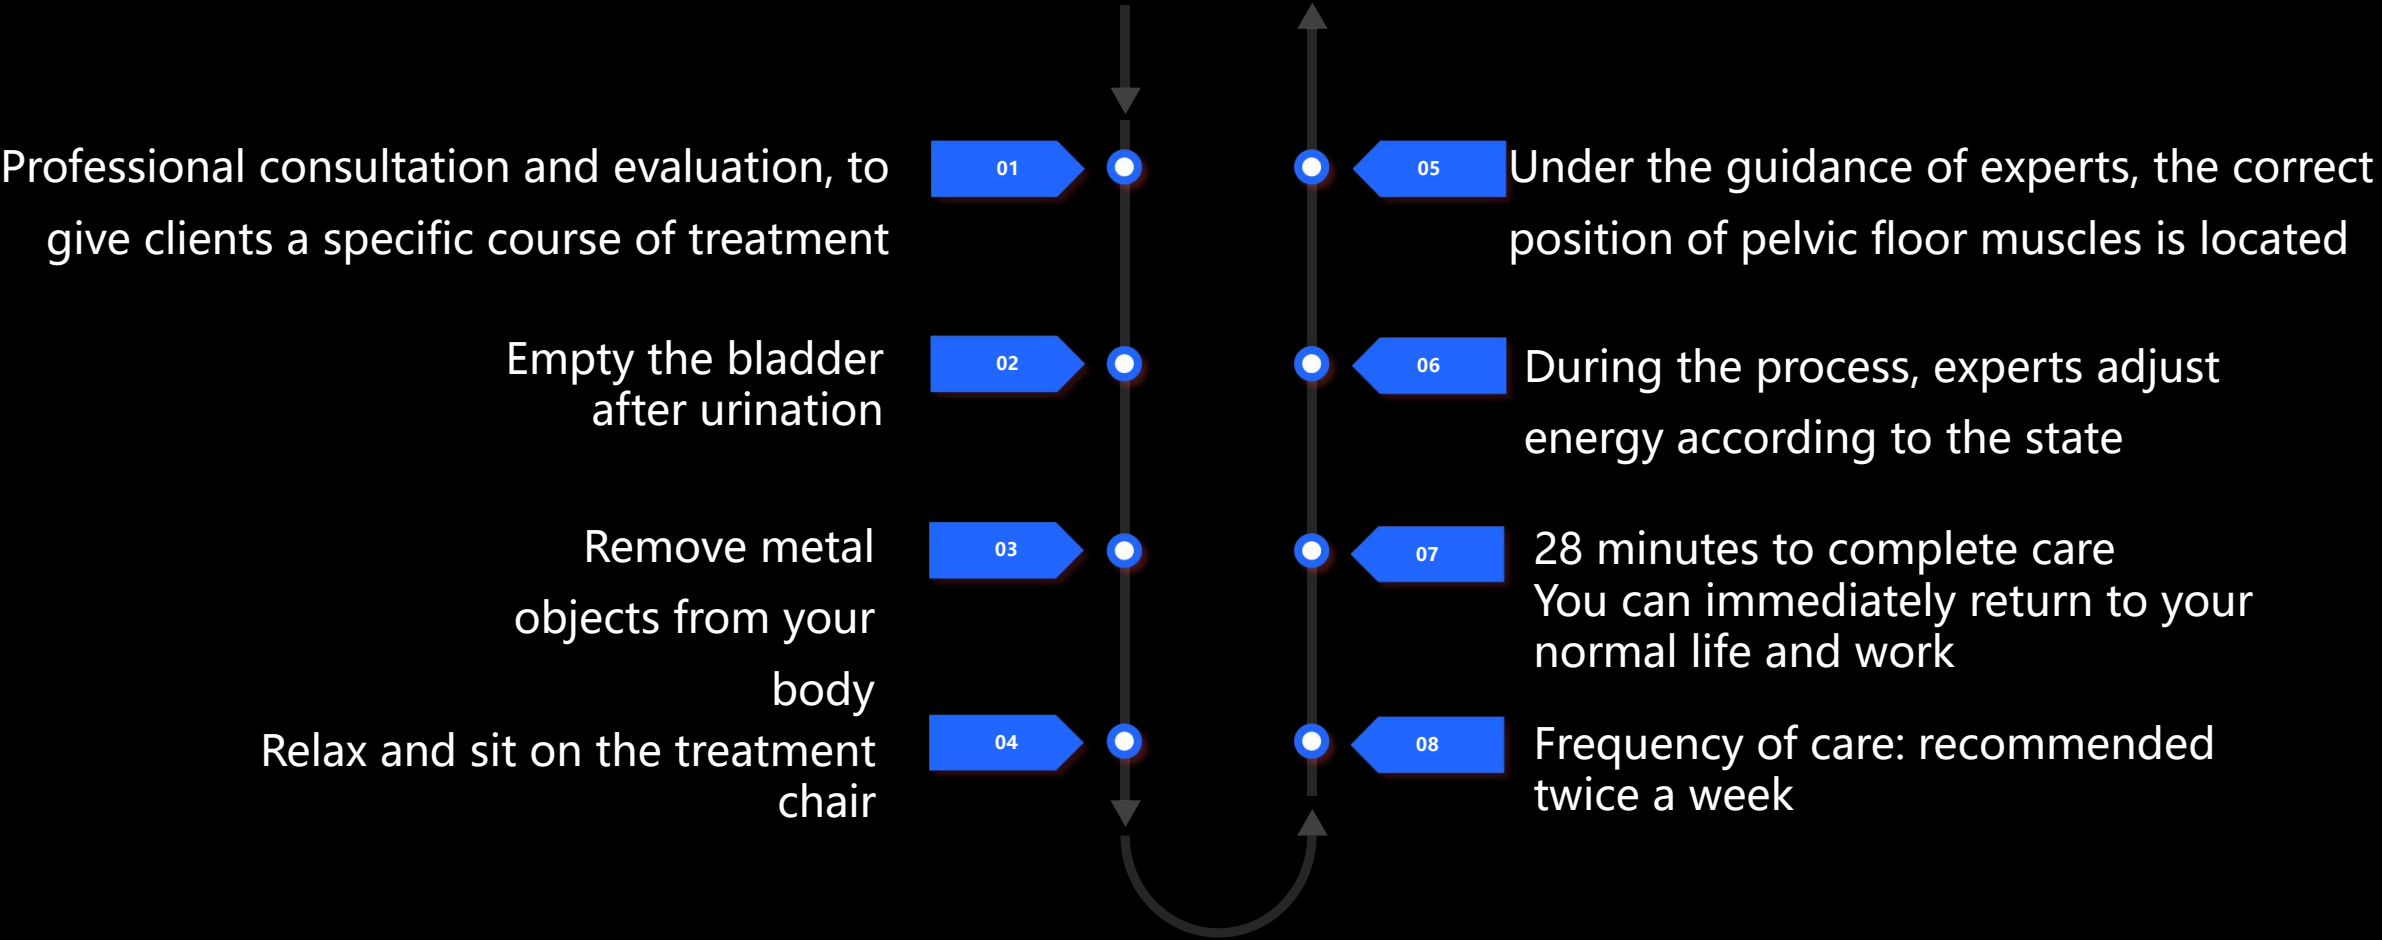 01
Professional consultation and evaluation, to
give clients a specific course of treatment
02
Empty the bladder
after urination
03
Remove metal
objects from your
body
04
Relax and sit on the treatment
chair
05
Under the guidance of experts, the correct
position of pelvic floor muscles is located
06
During the process, experts adjust
energy according to the state
07
28 minutes to complete care
You can immediately return to your
normal life and work
08
Frequency of care: recommended
twice a week